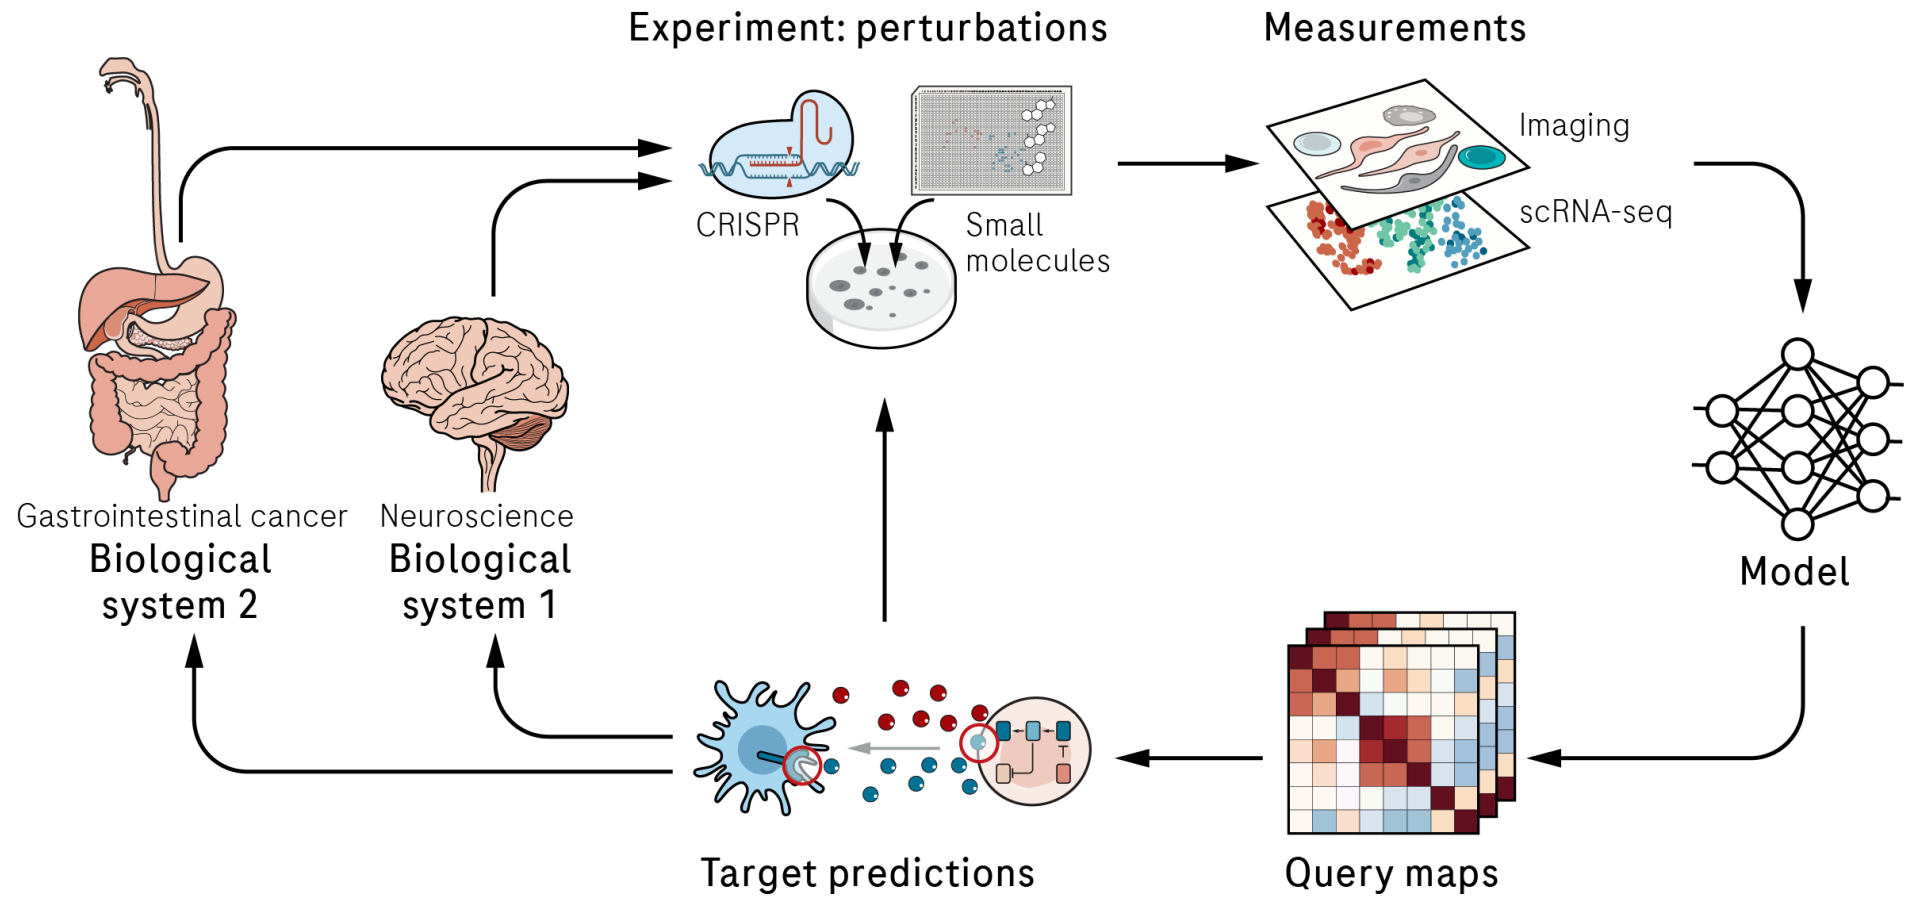 Experiment: perturbations
Measurements
Imaging
scRNA-seq
CRISPR
Small
molecules
Gastrointestinal cancer
Biological
system 2
Neuroscience
Biological
system 1
Model
Target predictions
Query maps